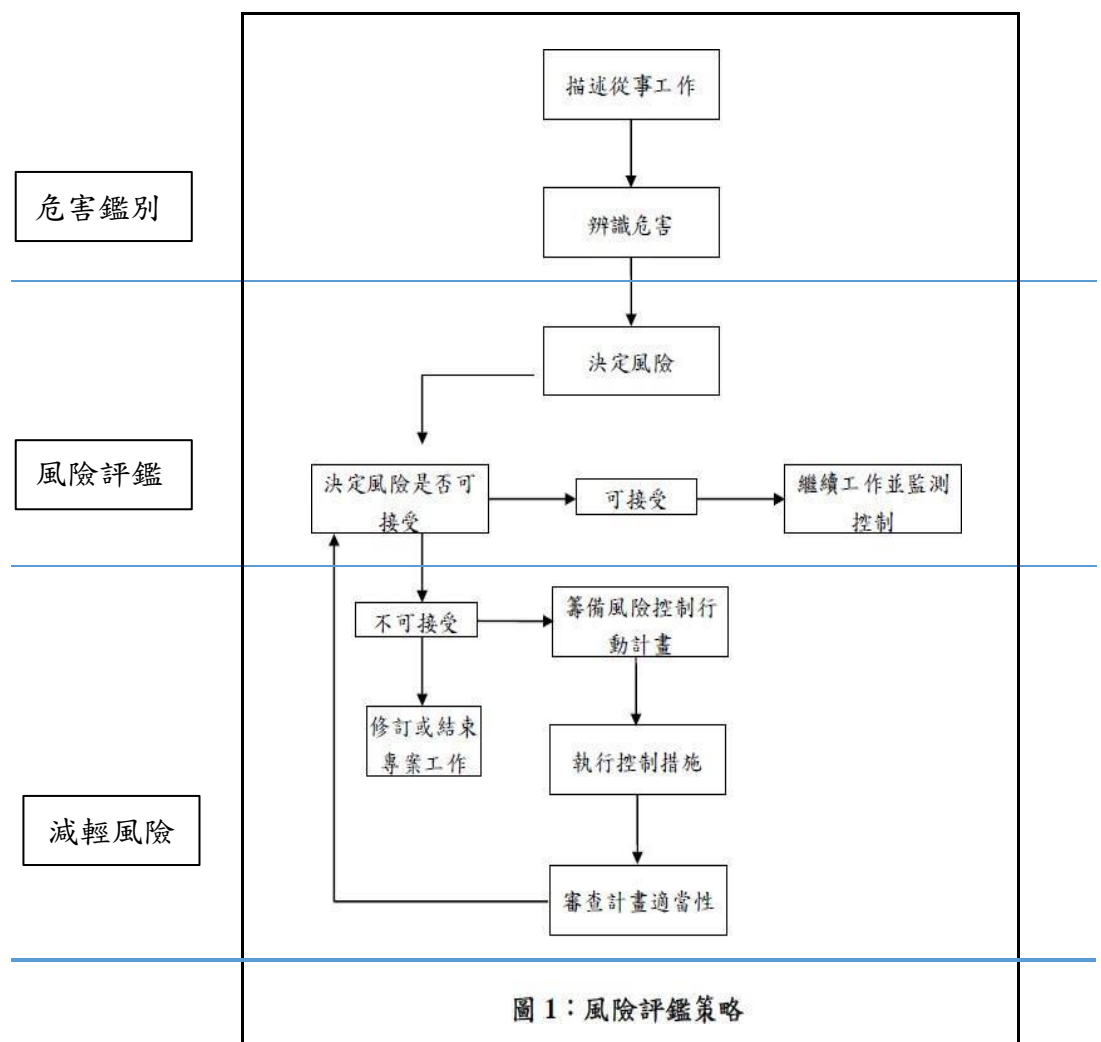 描述從事工作
危害鑑別
辨識危害
決定風險
風險評鑑
決定風險是否可
接受
可接受
繼續工作並監測
控制
不可接受
籌備風險控制行
動計畫
修訂或結束
專案工作
執行控制措施
減輕風險
審查計畫適當性
圖 1：風險評鑑策略